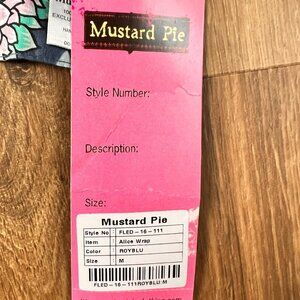 Mustard Pie
Style Number:
Description:
Size:
Mustard Pie
Style No : FLED-16-111
Item : Alice Wrap
Color : ROYBLU
Size : M
FLED-16-111ROYBLU:M